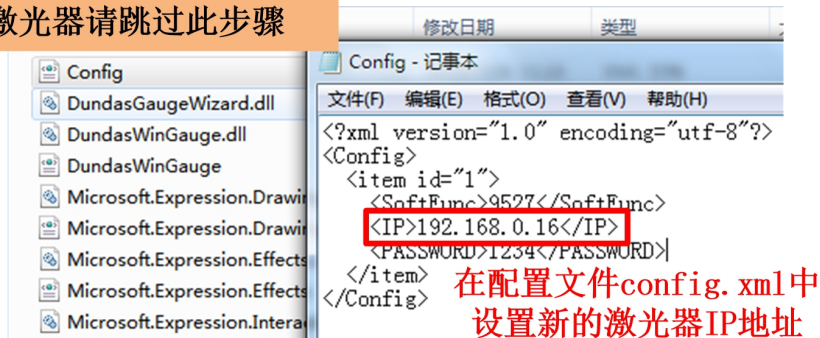 激光器请跳过此步骤
修改日期
类型
Config
DundasGaugeWizard.dll
DundasWinGauge.dll
DundasWinGauge
Microsoft.Expression.Drawin
Microsoft.Expression.Drawin
Microsoft.Expression.Effects
Microsoft.Expression.Effects
Microsoft.Expression.Intera
Config - 记事本
文件(F) 编辑(E) 格式(O) 查看(V) 帮助(H)
<?xml version="1.0" encoding="utf-8"?>
<Config>
<item id="1">
<SoftFunc>9527</SoftFunc>
<IP>192.168.0.16</IP>
<PASSWORD>1234</PASSWORD>
</item>
</Config>
在配置文件config.xml中
设置新的激光器IP地址